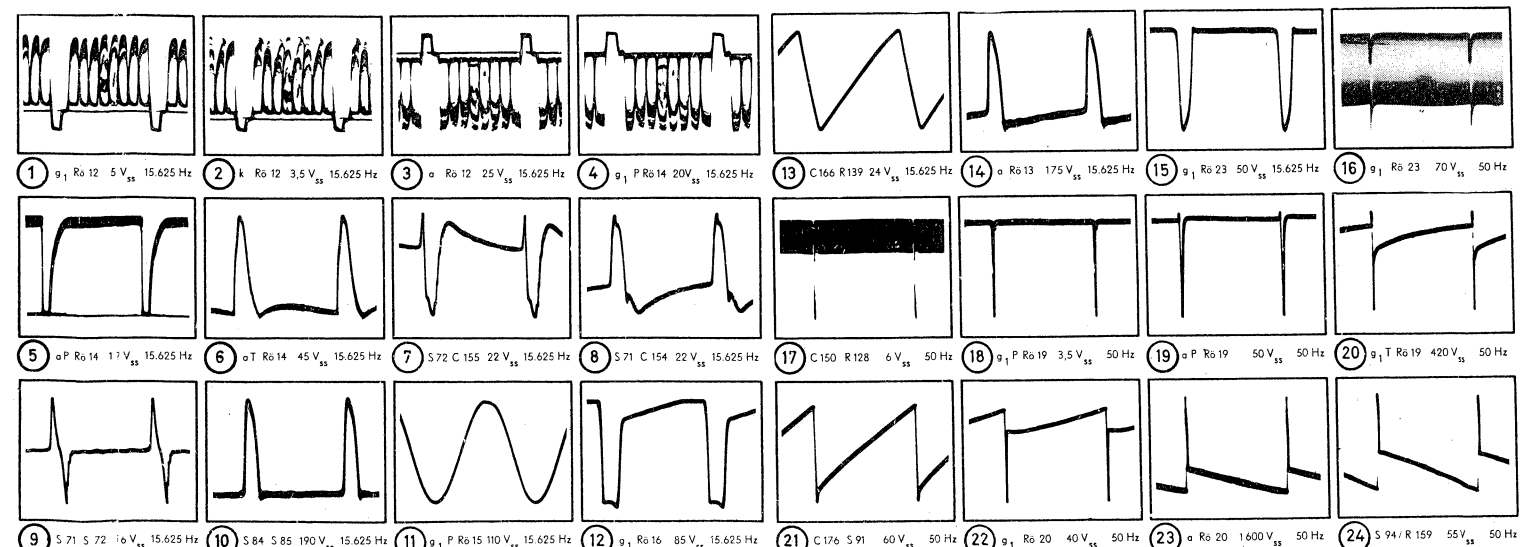 1 g1 Rö 12 5 Vss 15.625 Hz
2 k Rö 12 3,5 Vss 15.625 Hz
3 a Rö 12 25 Vss 15.625 Hz
4 g1 P Rö 14 20 Vss 15.625 Hz
13 C 166 R 139 24 Vss 15.625 Hz
14 a Rö 13 175 Vss 15.625 Hz
15 g1 Rö 23 50 Vss 15.625 Hz
16 g1 Rö 23 70 Vss 50 Hz
5 a P Rö 14 Vss 15.625 Hz
6 a T Rö 14 45 Vss 15.625 Hz
7 S 72 C 155 22 Vss 15.625 Hz
8 S 71 C 154 22 Vss 15.625 Hz
17 C 150 R 128 6 Vss 50 Hz
18 g1 P Rö 19 3,5 Vss 50 Hz
19 a P Rö 19 50 Vss 50 Hz
20 g1 T Rö 19 420 Vss 50 Hz
9 S 71 S 72 Vss 15.625 Hz
10 S 84 S 85 190 Vss 15.625 Hz
11 g1 P Rö 15 110 Vss 15.625 Hz
12 g1 Rö 16 85 Vss 15.625 Hz
21 C 176 S 91 60 Vss 50 Hz
22 g1 Rö 20 40 Vss 50 Hz
23 a Rö 20 1600 Vss 50 Hz
24 S 94 / R 159 55 Vss 50 Hz